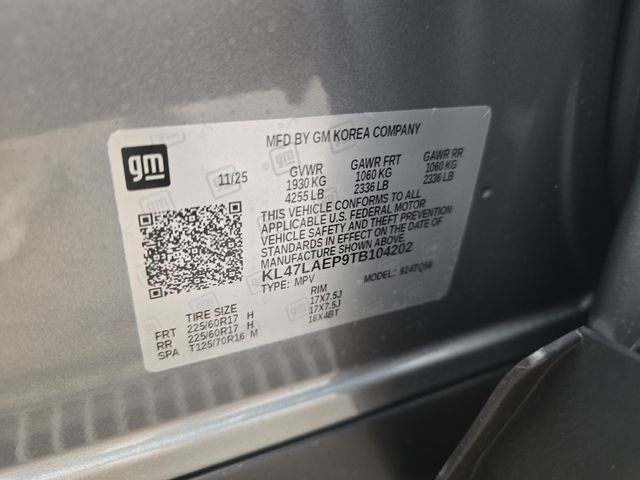 MFD BY GM KOREA COMPANY
gm
11/25
GVWR
1930 KG
4255 LB
GAWR FRT
1060 KG
2336 LB
GAWR RR
1060 KG
2336 LB
THIS VEHICLE CONFORMS TO ALL
APPLICABLE U.S. FEDERAL MOTOR
VEHICLE SAFETY AND THEFT PREVENTION
STANDARDS IN EFFECT ON THE DATE OF
MANUFACTURE SHOWN ABOVE.
KL47LAEP9TB104202
TYPE: MPV
MODEL: 924TQ58
TIRE SIZE
RIM
FRT 225/60R17 H 17X7.5J
RR 225/60R17 H 17X7.5J
SPA T125/70R16 M 16X4BT